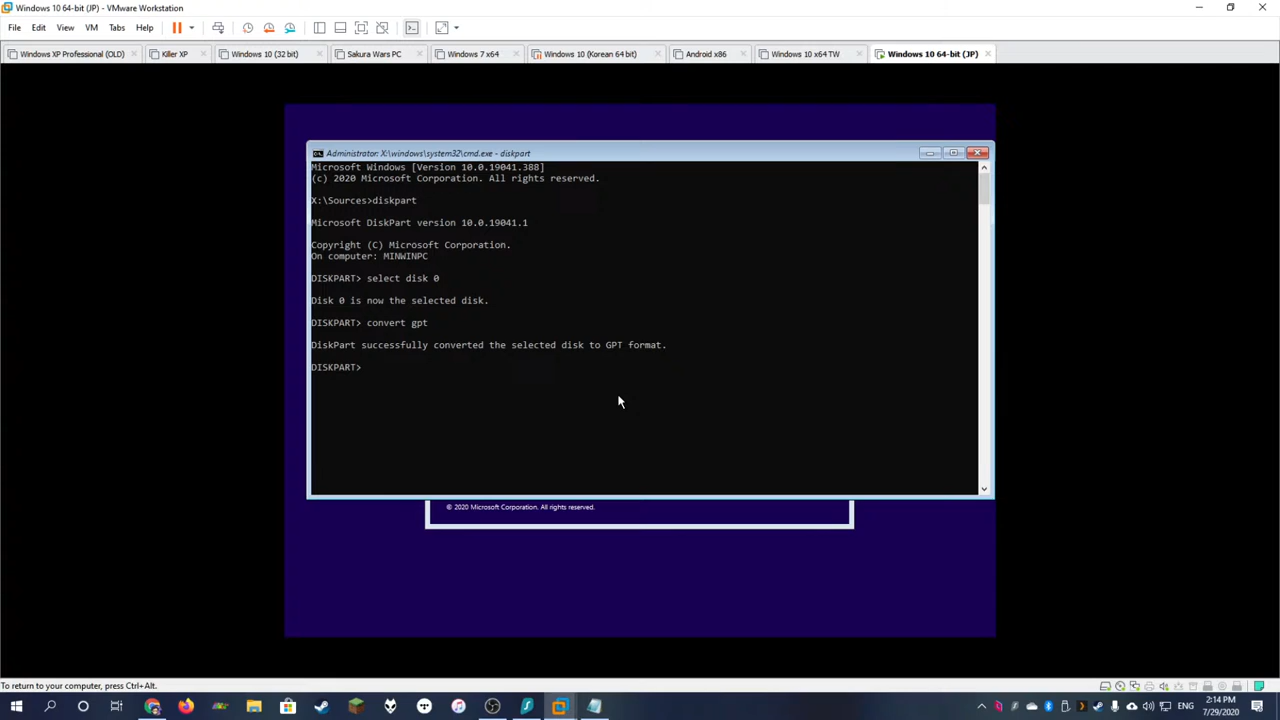 Windows 10 64-bit (JP) - VMware Workstation
File Edit View VM Tabs Help
Windows XP Professional (OLD) Killer XP Windows 10 (32 bit) Sakura Wars PC Windows 7 x64 Windows 10 (Korean 64 bit) Android x86 Windows 10 x64 TW Windows 10 64-bit (JP)
Administrator: X:\windows\system32\cmd.exe - diskpart
Microsoft Windows [Version 10.0.19041.388]
(c) 2020 Microsoft Corporation. All rights reserved.
X:\Sources>diskpart
Microsoft DiskPart version 10.0.19041.1
Copyright (C) Microsoft Corporation.
On computer: MINWINPC
DISKPART> select disk 0
Disk 0 is now the selected disk.
DISKPART> convert gpt
DiskPart successfully converted the selected disk to GPT format.
DISKPART>
© 2020 Microsoft Corporation. All rights reserved.
To return to your computer, press Ctrl+Alt.
ENG
2:14 PM
7/29/2020